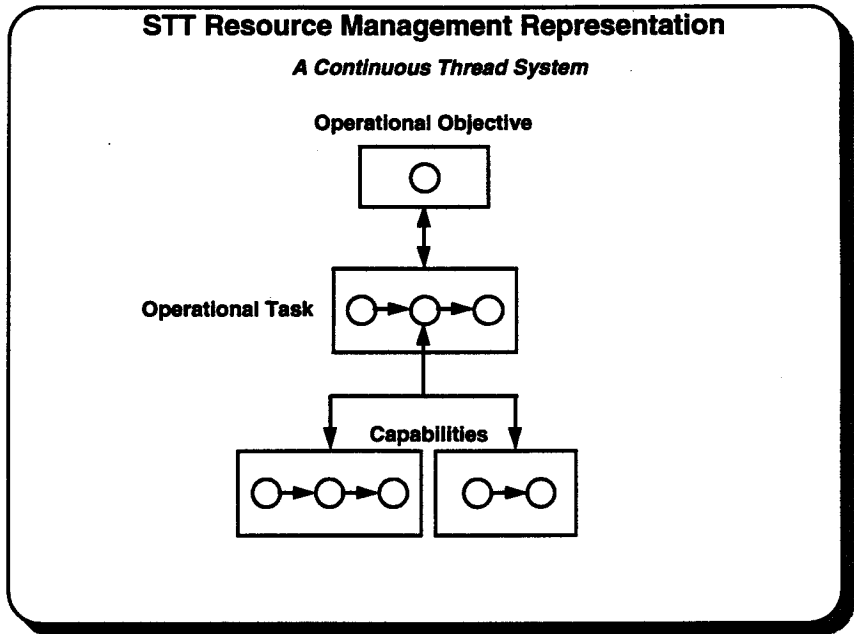 STT Resource Management Representation
A Continuous Thread System
Operational Objective
Operational Task
Capabilities